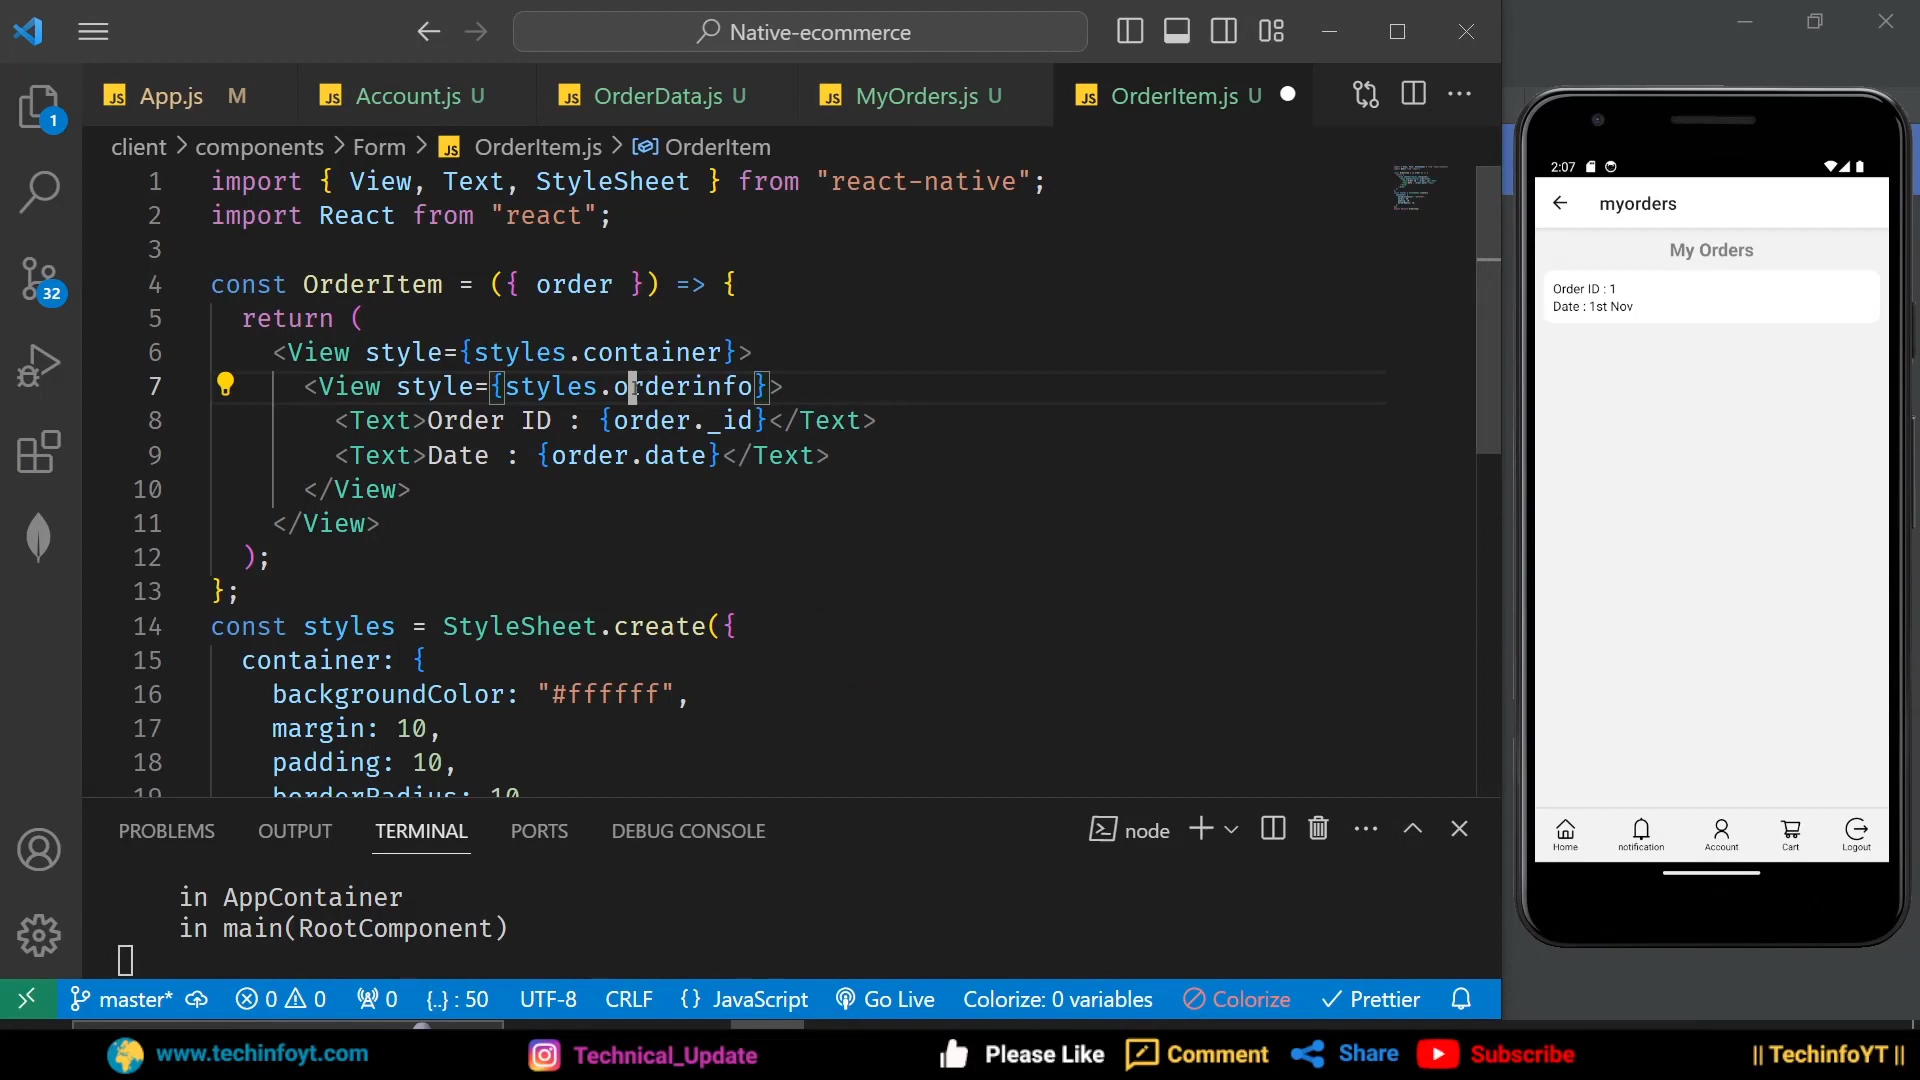 Native-ecommerce
App.js M
Account.js U
OrderData.js U
MyOrders.js U
OrderItem.js U
1
client > components > Form > JS OrderItem.js > OrderItem
1 import { View, Text, StyleSheet } from "react-native";
2 import React from "react";
3
4 const OrderItem = ({ order }) => {
5 return (
6 <View style={styles.container}>
7 <View style={styles.orderinfo}>
8 <Text>Order ID : {order._id}</Text>
9 <Text>Date : {order.date}</Text>
10 </View>
11 </View>
12 );
13 };
14 const styles = StyleSheet.create({
15 container: {
16 backgroundColor: "#ffffff",
17 margin: 10,
18 padding: 10,
19 borderRadius: 10
32
PROBLEMS OUTPUT TERMINAL PORTS DEBUG CONSOLE
node
in AppContainer
in main(RootComponent)
master* 0 0 0 {..} : 50 UTF-8 CRLF {} JavaScript Go Live Colorize: 0 variables Colorize Prettier
2:07
myorders
My Orders
Order ID : 1
Date : 1st Nov
Home notification Account Cart Logout
www.techinfoyt.com Technical_Update Please Like Comment Share Subscribe || TechinfoYT ||